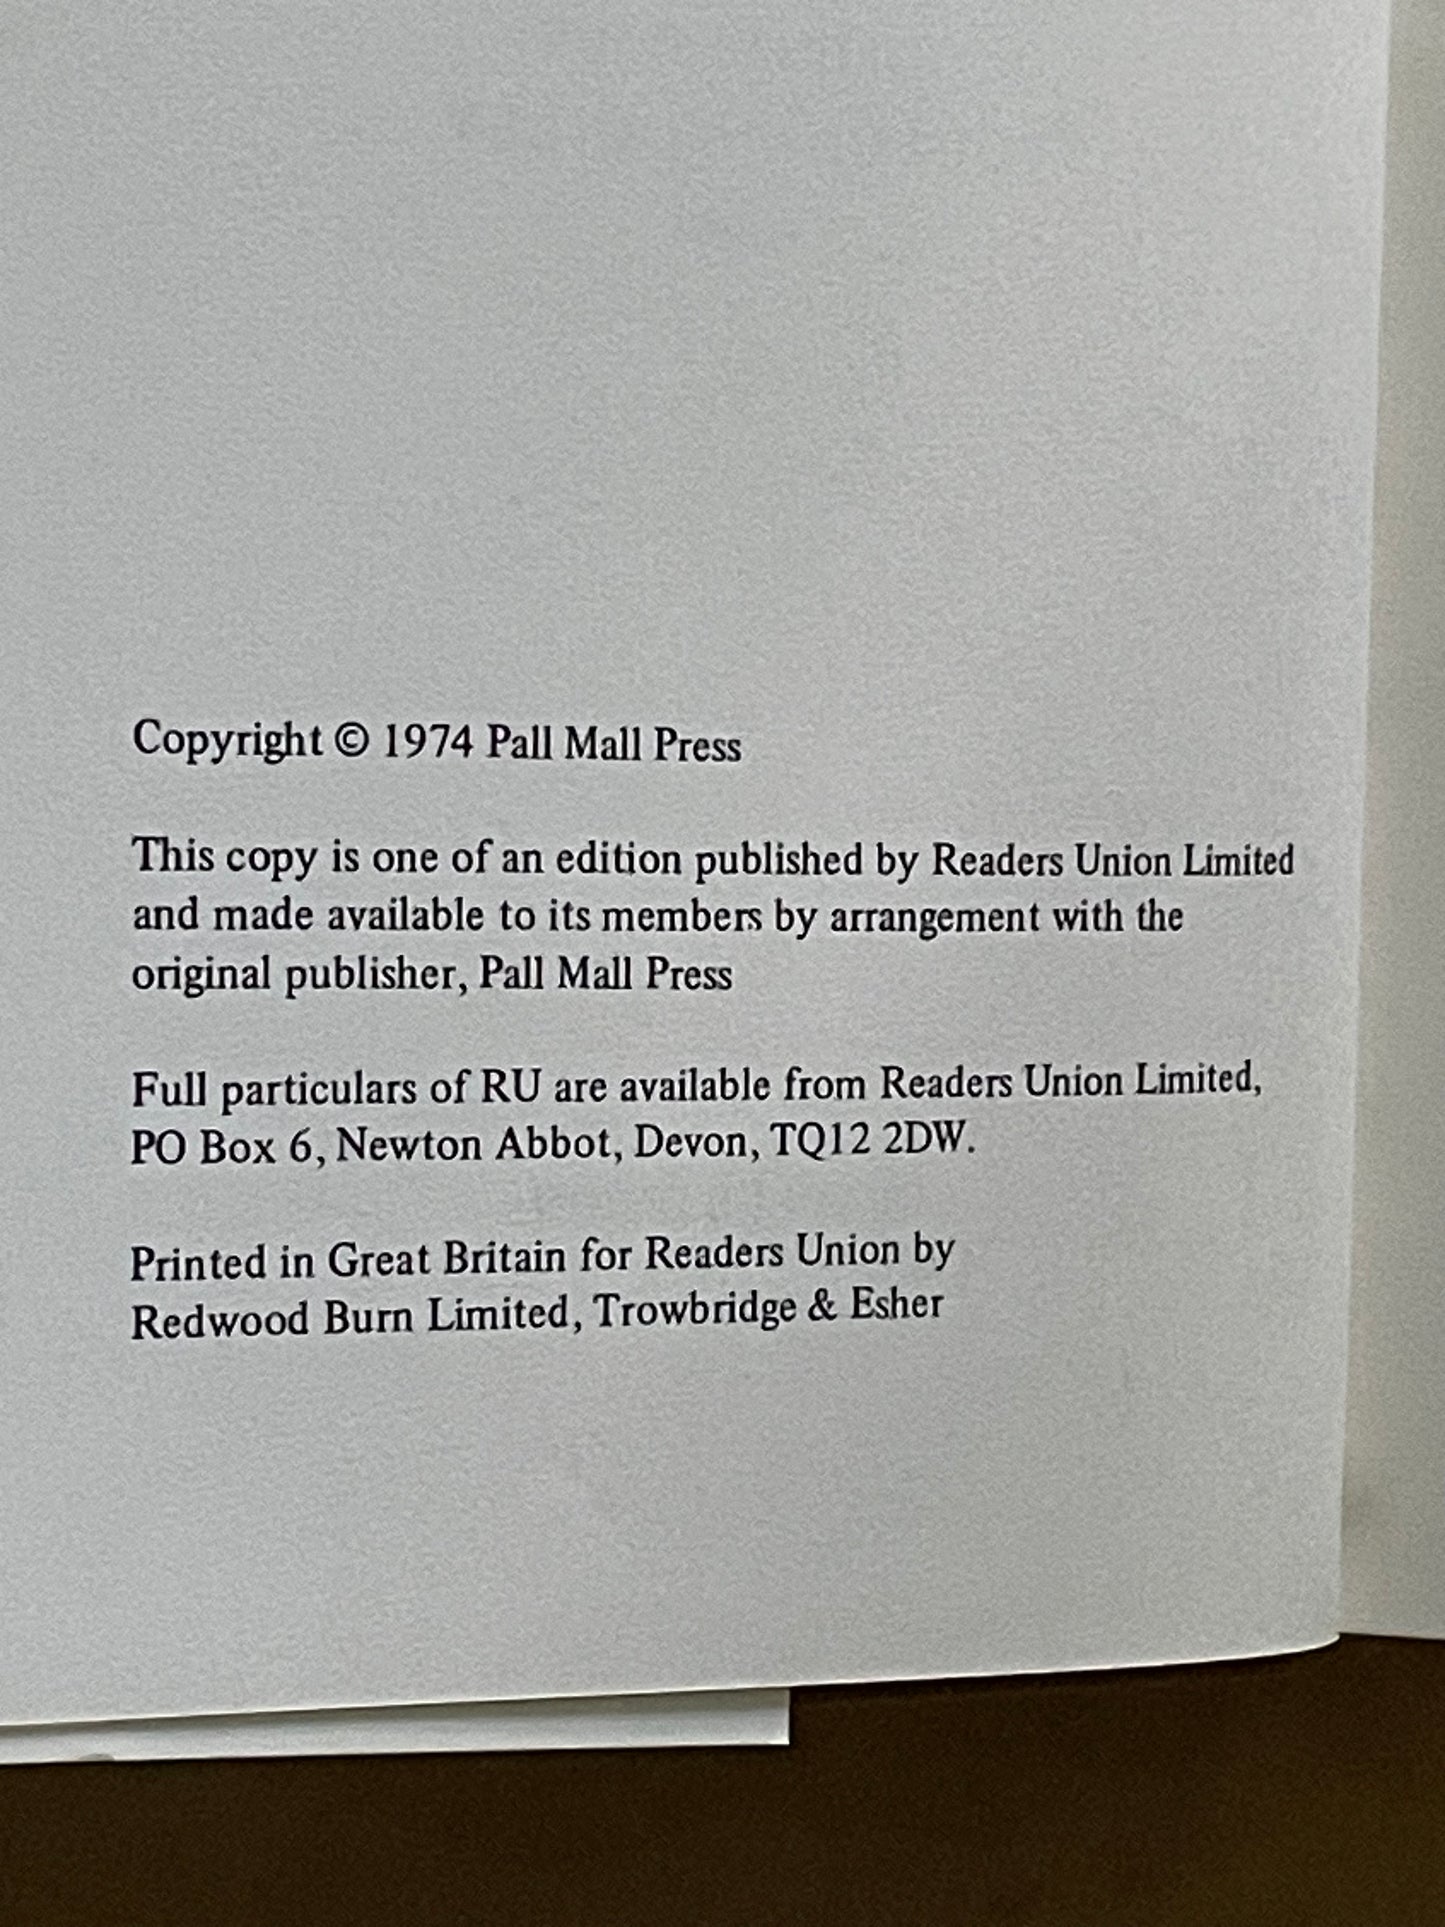 Copyright © 1974 Pall Mall Press
This copy is one of an edition published by Readers Union Limited
and made available to its members by arrangement with the
original publisher, Pall Mall Press
Full particulars of RU are available from Readers Union Limited,
PO Box 6, Newton Abbot, Devon, TQ12 2DW.
Printed in Great Britain for Readers Union by
Redwood Burn Limited, Trowbridge & Esher